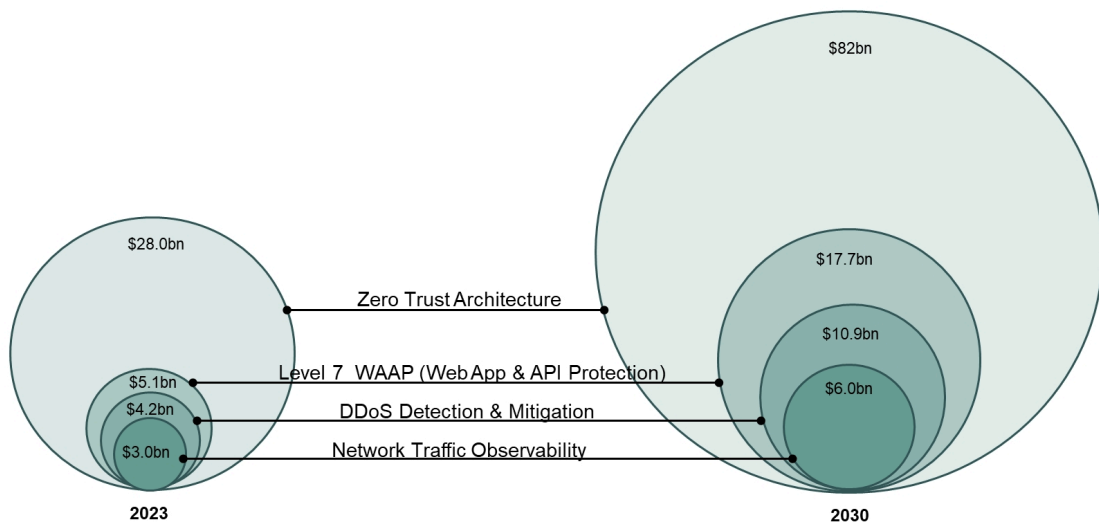 $82bn
$28.0bn
$17.7bn
Zero Trust Architecture
$10.9bn
Level 7  WAAP (Web App & API Protection)
$5.1bn
$6.0bn
$4.2bn
DDoS Detection & Mitigation
$3.0bn
Network Traffic Observability
2023
2030